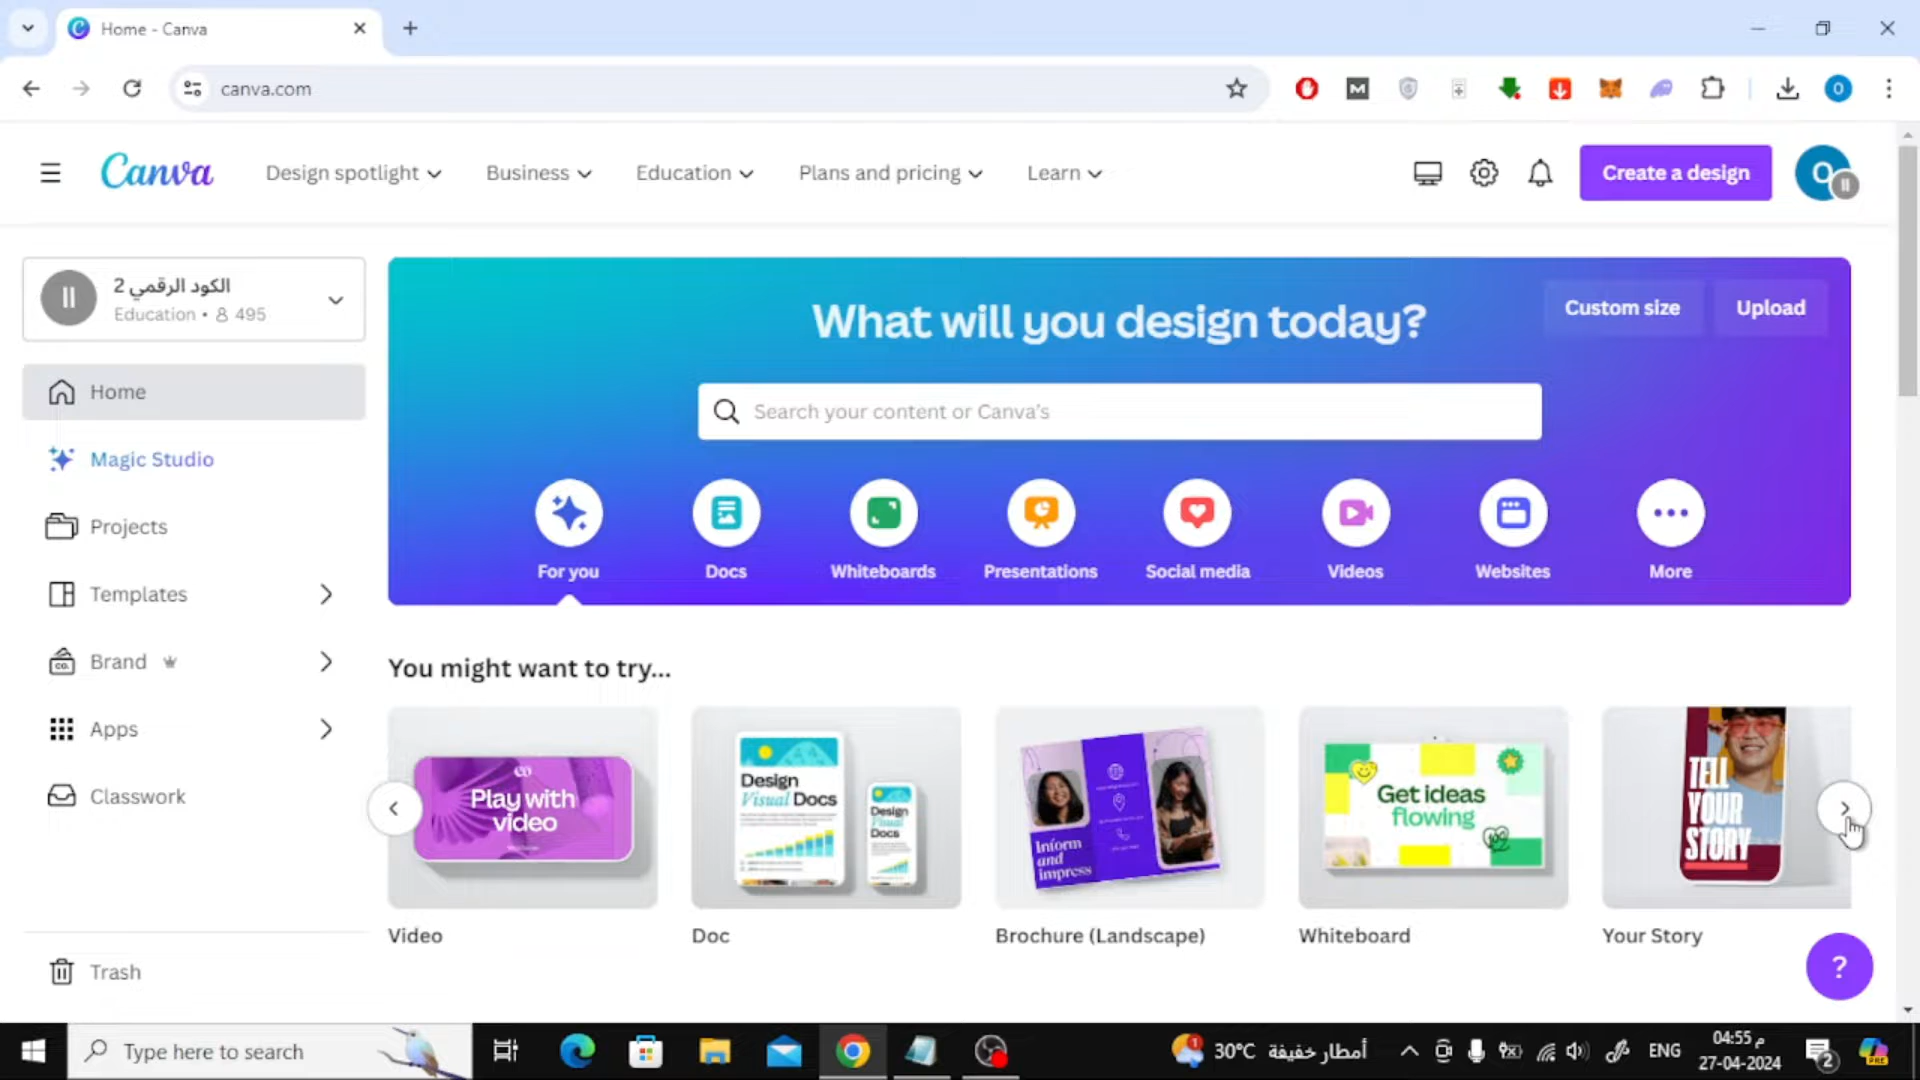 Home - Canva
canva.com
Canva
Design spotlight
Business
Education
Plans and pricing
Learn
Create a design
O
الكود الرقمي 2
Education • 495
Custom size
Upload
What will you design today?
Search your content or Canva's
Home
Magic Studio
Projects
Templates
Brand
Apps
Classwork
Trash
For you
Docs
Whiteboards
Presentations
Social media
Videos
Websites
More
You might want to try...
Play with
video
Design
Visual Docs
Design
Visual
Docs
Inform
and
impress
Get ideas
flowing
TELL
YOUR
STORY
Video
Doc
Brochure (Landscape)
Whiteboard
Your Story
?
Type here to search
30°C أمطار خفيفة
ENG
04:55 م
27-04-2024
2